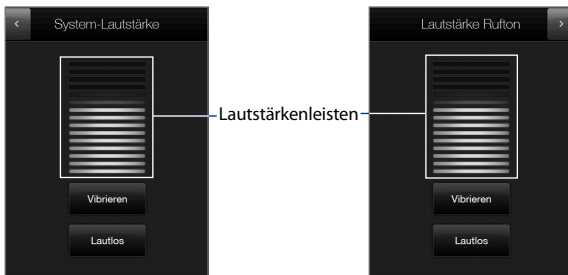 System-Lautstärke
Lautstärke Rufton
Lautstärkenleisten
Vibrieren
Vibrieren
Lautlos
Lautlos